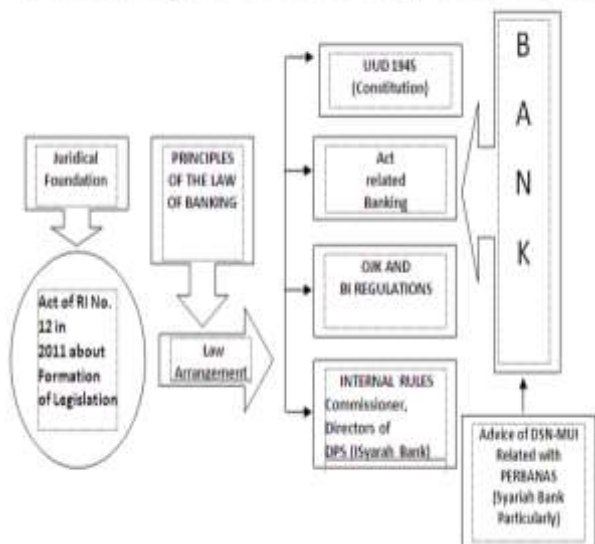 Juridical
Foundation
Act of RI No.
12 in
2011 about
Formation
of Legislation
PRINCIPLES
OF THE LAW
OF BANKING
Law
Arrangement
UUD 1945
(Constitution)
Act
related
Banking
OJK AND
BI REGULATIONS
INTERNAL RULES
Commissioner,
Directors of
DPS (ISyarah Bank)
B
A
N
K
Advice of DSN-MUI
Related with
PERBANAS
(Syariah Bank
Particularly)